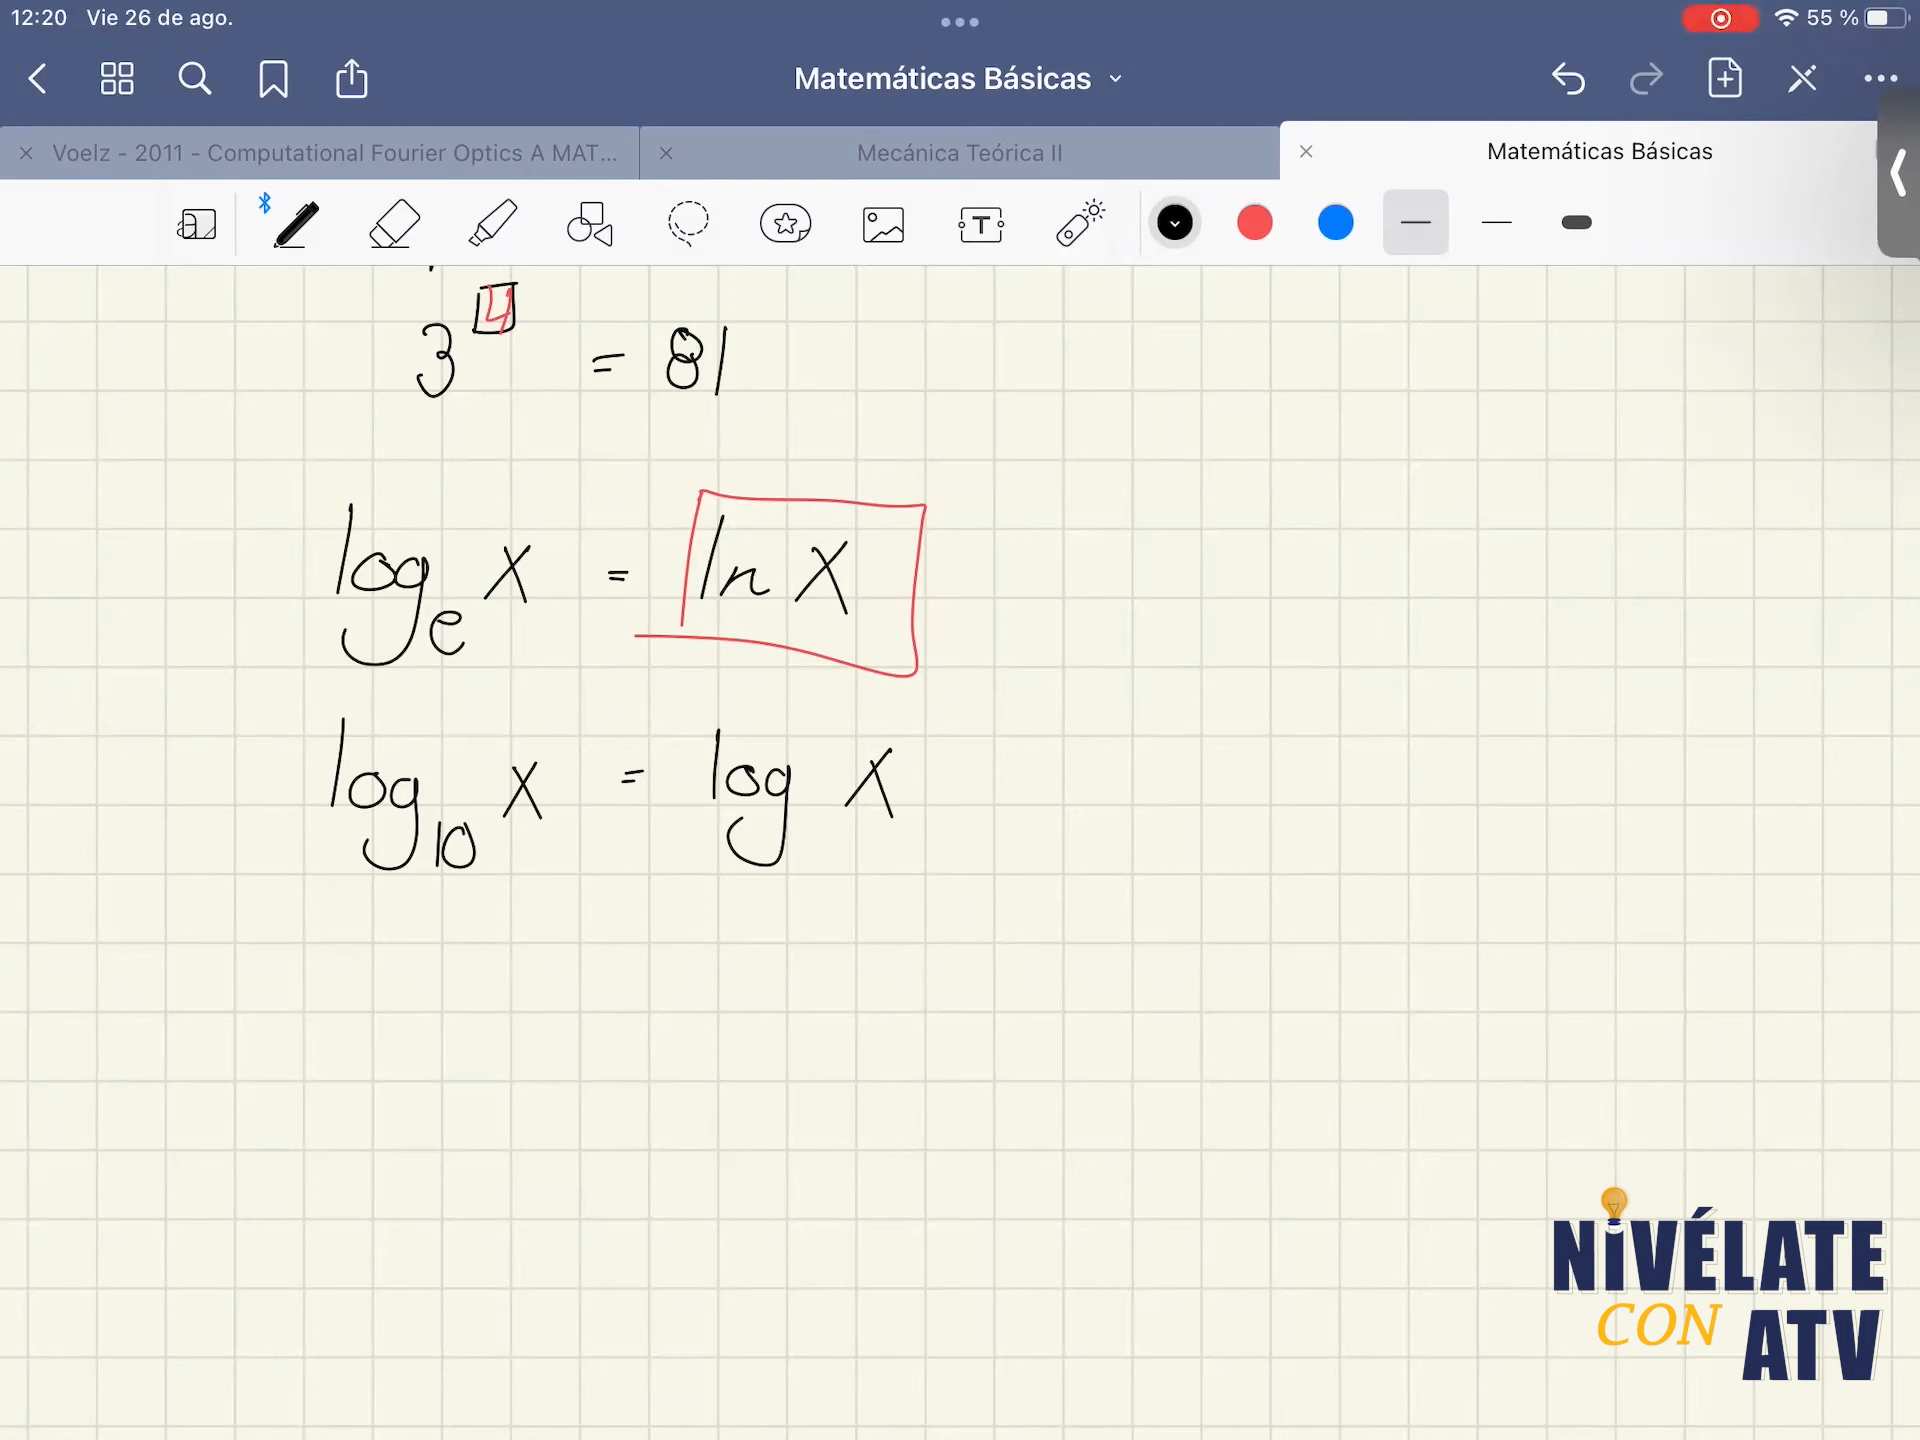 12:20 Vie 26 de ago. 55 %
Matemáticas Básicas
Voelz - 2011 - Computational Fourier Optics A MAT... Mecánica Teórica II Matemáticas Básicas
3^4 = 81
log_e x = ln x
log_10 x = log x
NIVÉLATE
CON
ATV